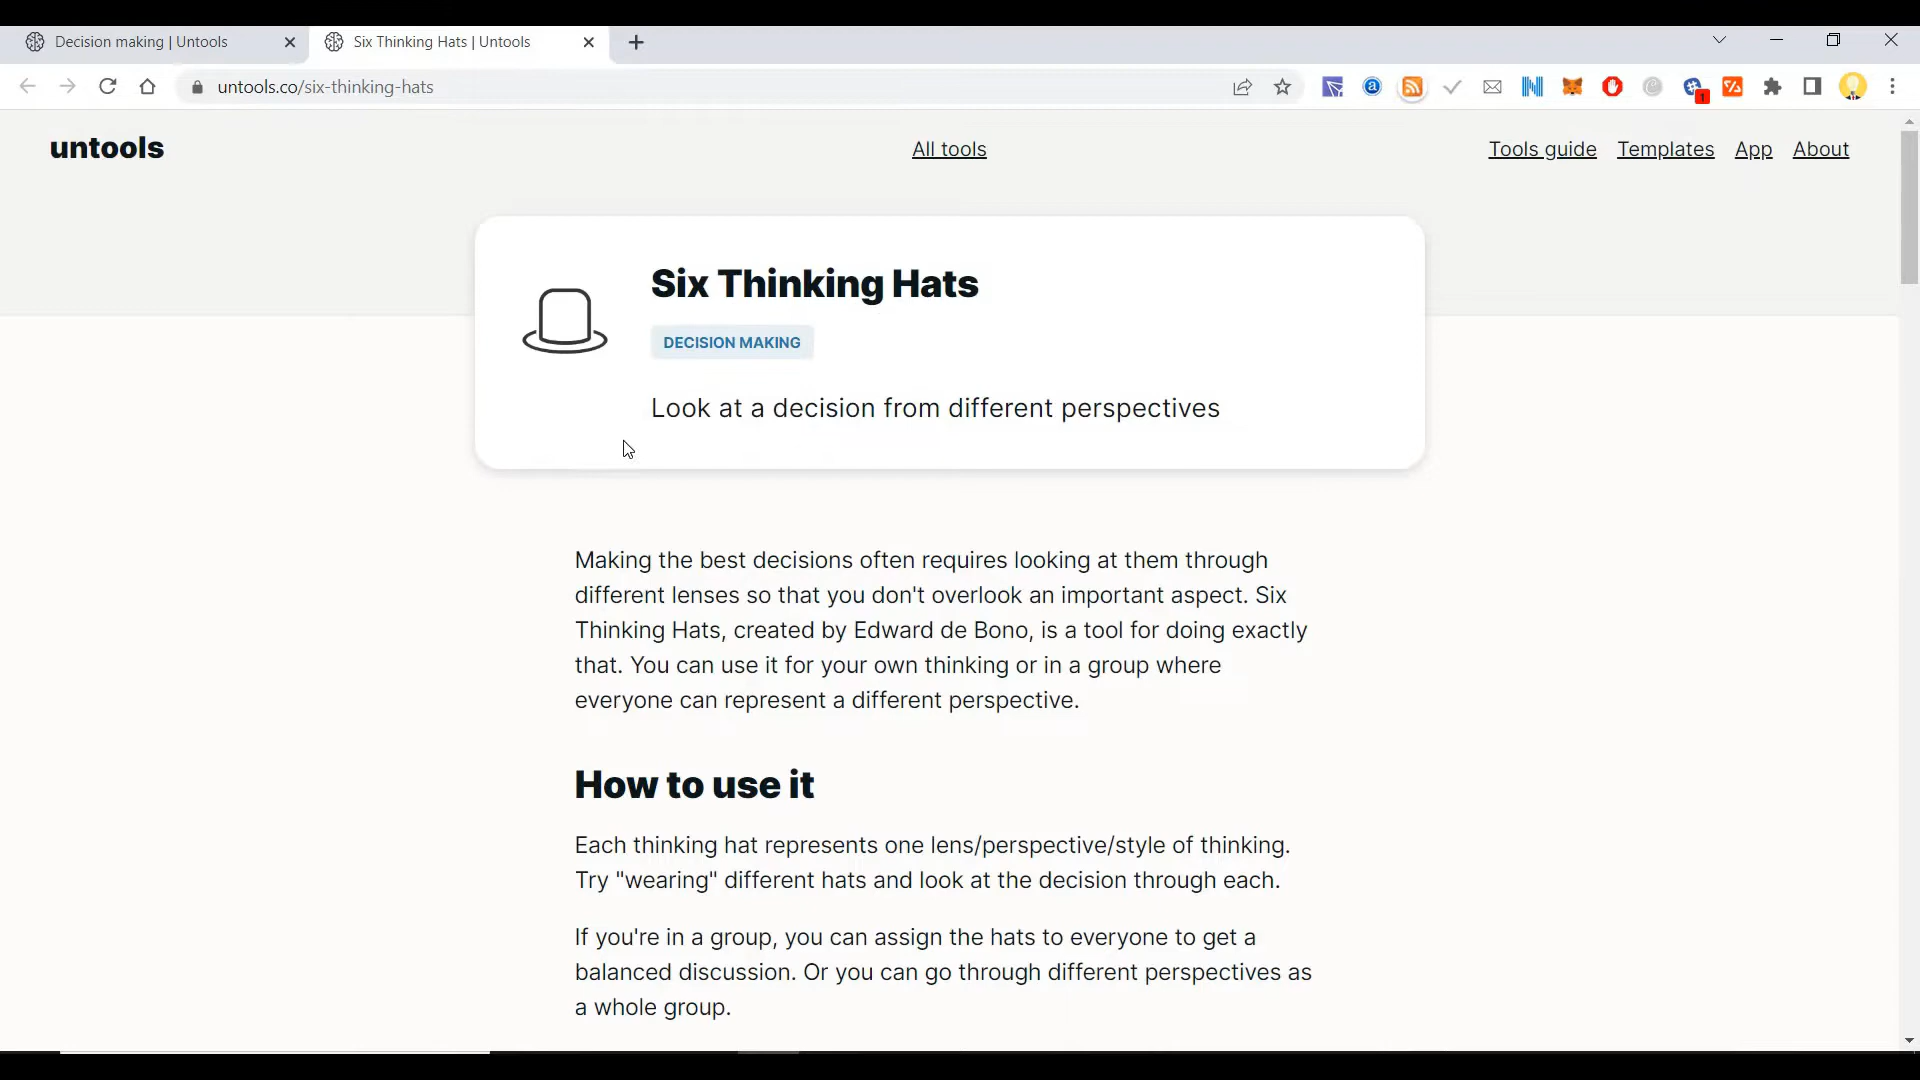 Decision making | Untools
Six Thinking Hats | Untools
untools.co/six-thinking-hats
1
untools
All tools
Tools guide
Templates
App
About
Six Thinking Hats
DECISION MAKING
Look at a decision from different perspectives
Making the best decisions often requires looking at them through
different lenses so that you don't overlook an important aspect. Six
Thinking Hats, created by Edward de Bono, is a tool for doing exactly
that. You can use it for your own thinking or in a group where
everyone can represent a different perspective.
How to use it
Each thinking hat represents one lens/perspective/style of thinking.
Try "wearing" different hats and look at the decision through each.
If you're in a group, you can assign the hats to everyone to get a
balanced discussion. Or you can go through different perspectives as
a whole group.